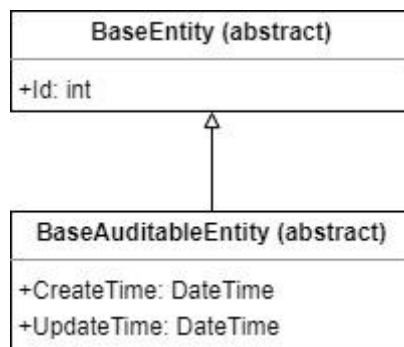 BaseEntity (abstract)
+Id: int
BaseAuditableEntity (abstract)
+CreateTime: DateTime
+UpdateTime: DateTime